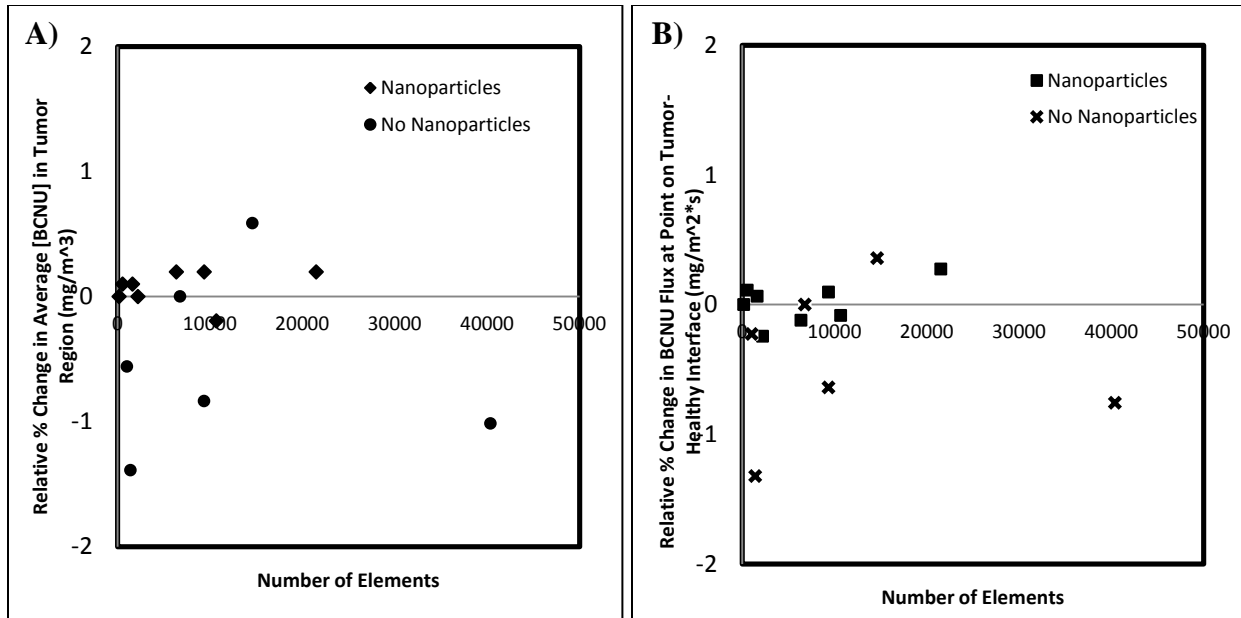 A)
2
1
0
-1
-2
0
10000
20000
30000
40000
50000
Nanoparticles
No Nanoparticles
Relative % Change in Average [BCNU] in Tumor
Region (mg/m^3)
Number of Elements
B)
2
1
0
-1
-2
0
10000
20000
30000
40000
50000
Nanoparticles
No Nanoparticles
Relative % Change in BCNU Flux at Point on Tumor-
Healthy Interface (mg/m^2*s)
Number of Elements